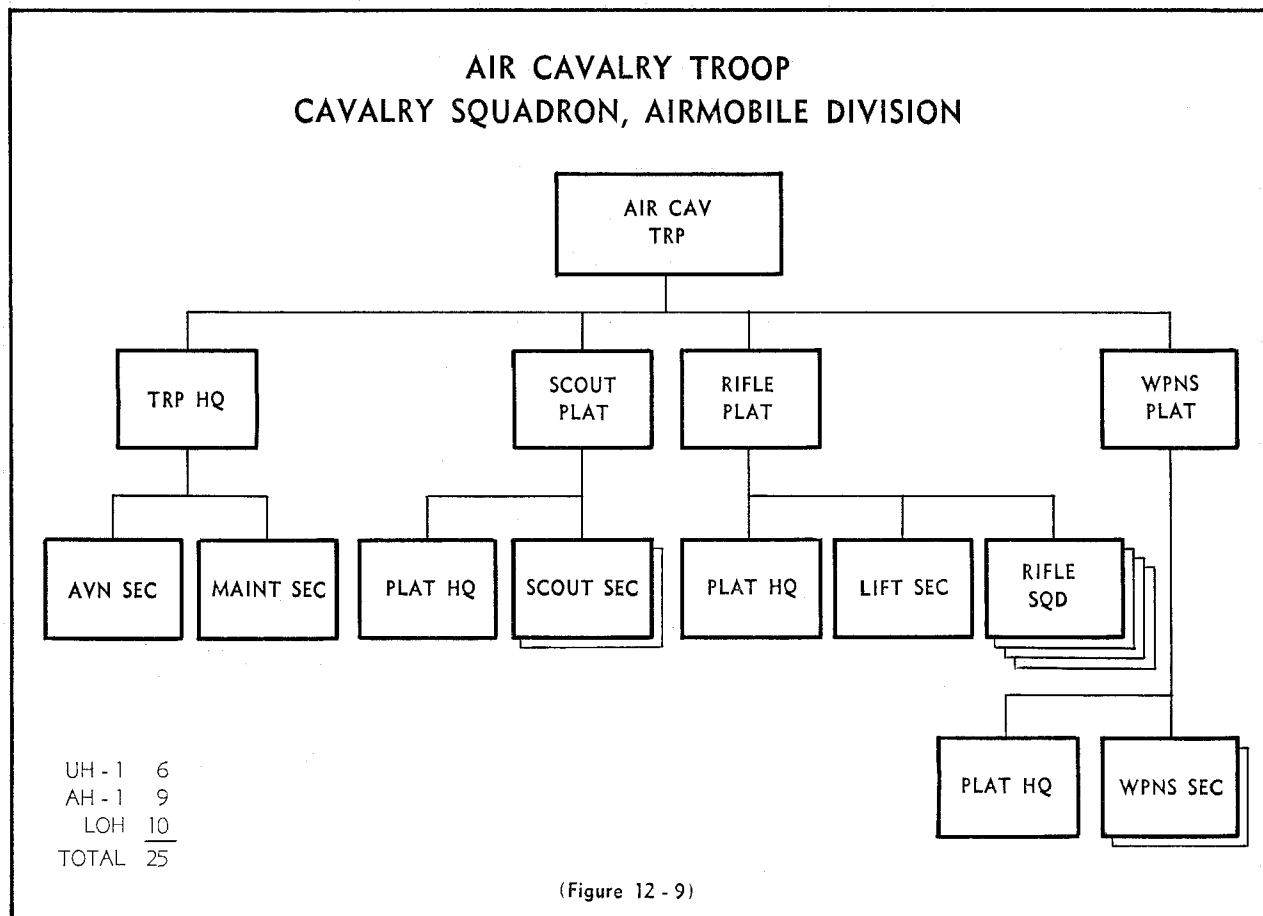 AIR CAVALRY TROOP
CAVALRY SQUADRON, AIRMOBILE DIVISION
AIR CAV
TRP
TRP HQ
SCOUT
PLAT
RIFLE
PLAT
WPNS
PLAT
AVN SEC
MAINT SEC
PLAT HQ
SCOUT SEC
PLAT HQ
LIFT SEC
RIFLE
SQD
PLAT HQ
WPNS SEC
UH - 1 6
AH - 1 9
LOH 10
TOTAL 25
(Figure 12 - 9)